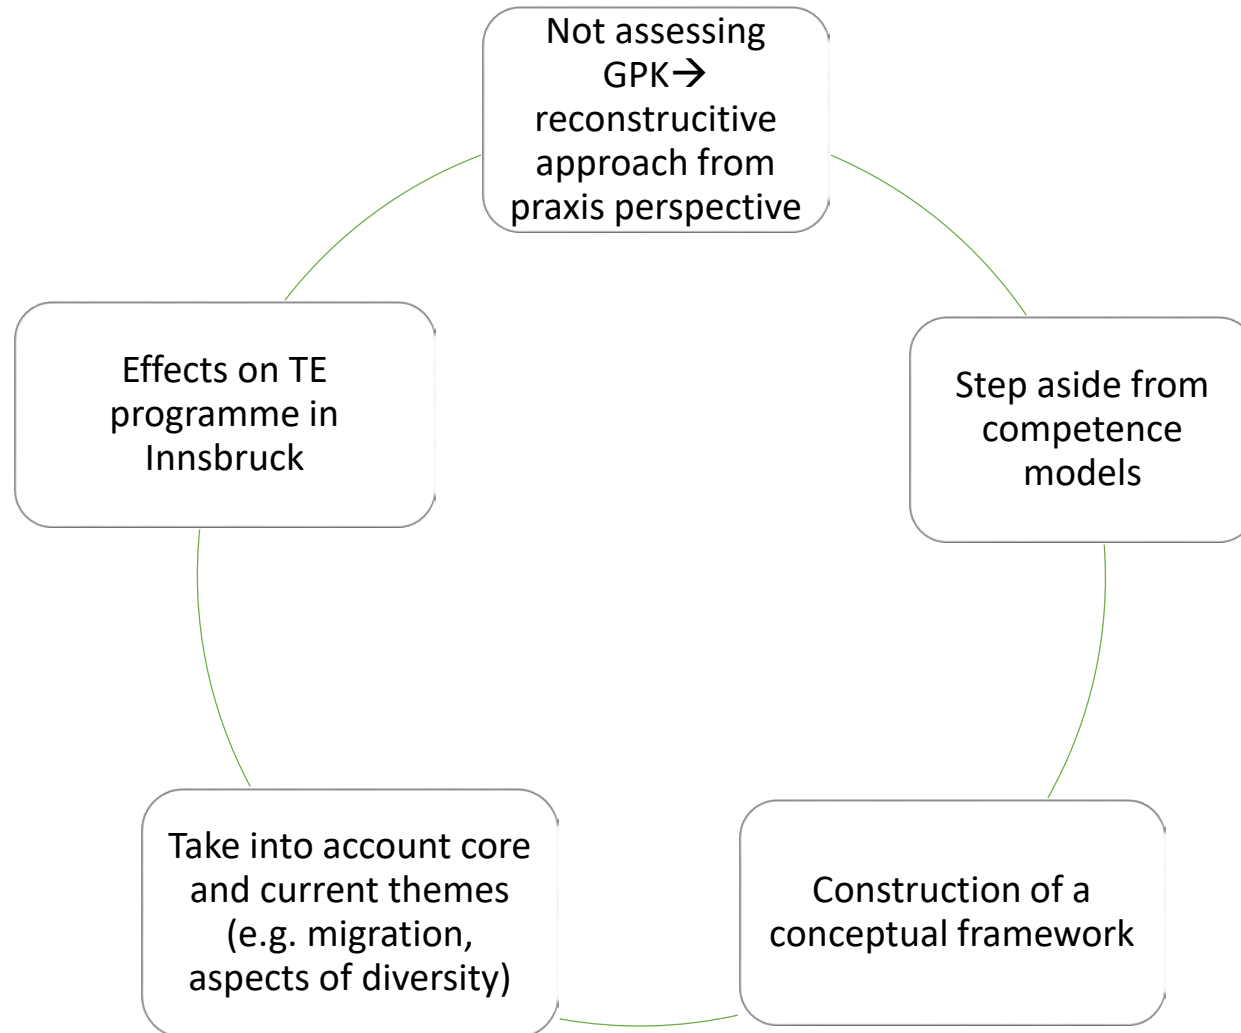 Not assessing
GPK→
reconstrucitive
approach from
praxis perspective
Step aside from
competence
models
Construction of a
conceptual framework
Take into account core
and current themes
(e.g. migration,
aspects of diversity)
Effects on TE
programme in
Innsbruck